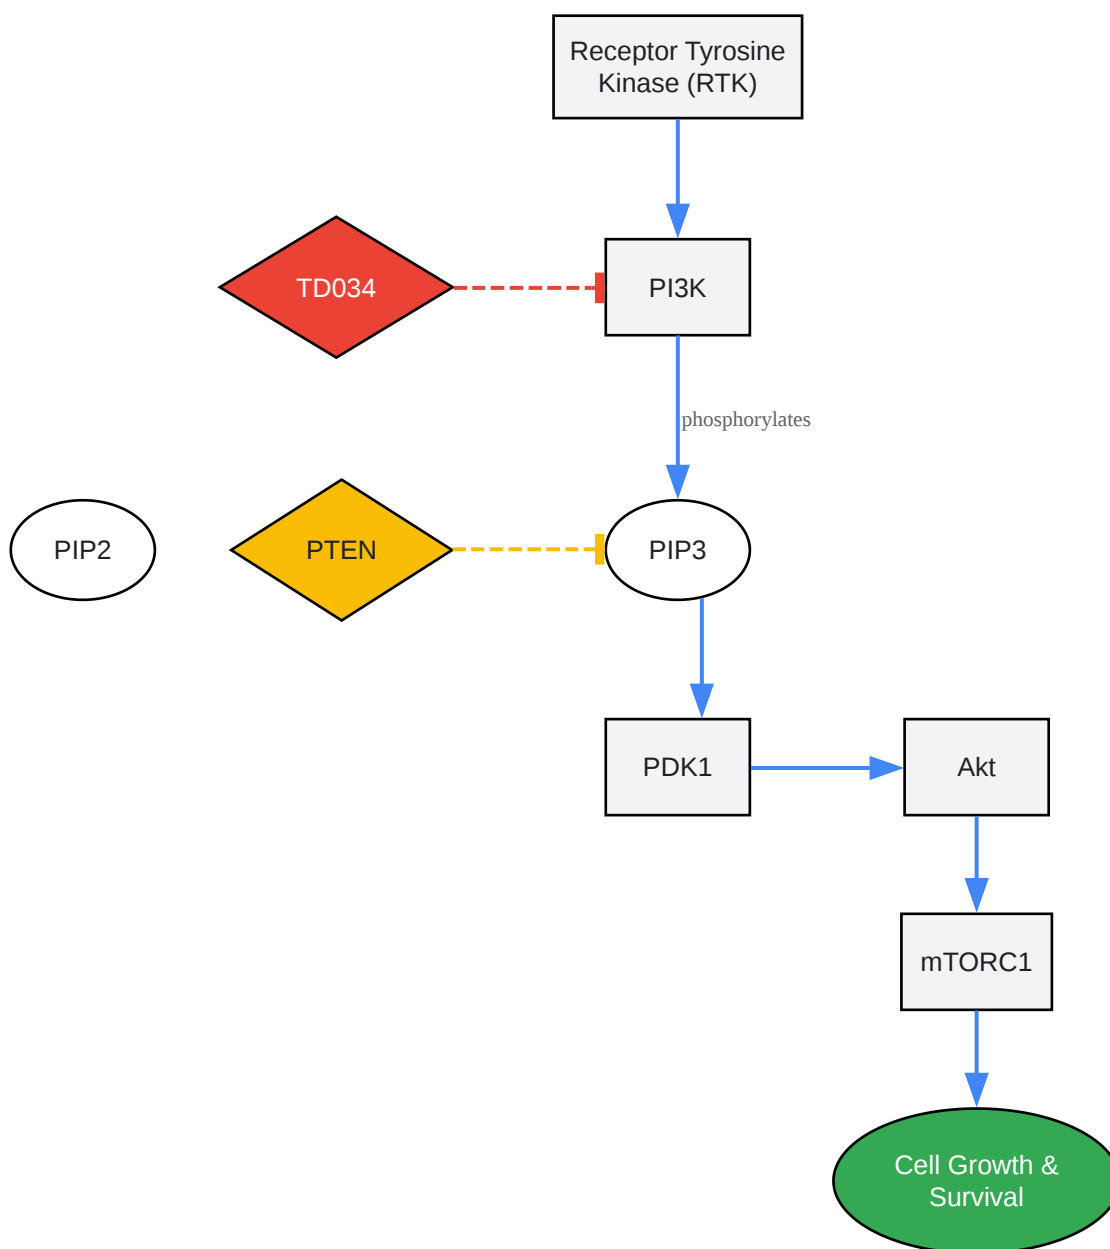 Receptor Tyrosine
Kinase (RTK)
TD034
PI3K
phosphorylates
PIP2
PTEN
PIP3
PDK1
Akt
mTORC1
Cell Growth &
Survival